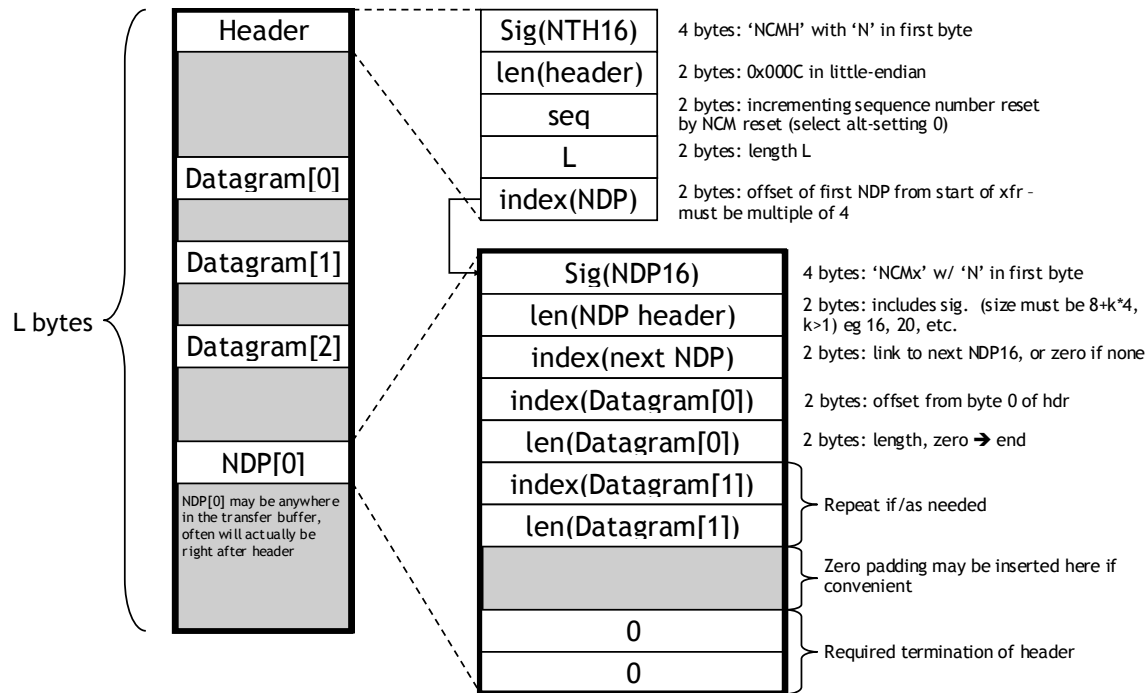 Header
Datagram[0]
Datagram[1]
L bytes
Datagram[2]
NDP[0]
NDP[0] may be anywhere
in the transfer buffer,
often will actually be
right after header
Sig(NTH16)
4 bytes: ‘NCMH’ with ‘N’ in first byte
len(header)
2 bytes: 0x000C in little-endian
seq
2 bytes: incrementing sequence number reset
by NCM reset (select alt-setting 0)
L
2 bytes: length L
index(NDP)
2 bytes: offset of first NDP from start of xfr –
must be multiple of 4
Sig(NDP16)
4 bytes: ‘NCMx’ w/ ‘N’ in first byte
len(NDP header)
2 bytes: includes sig. (size must be 8+k*4,
k>1) eg 16, 20, etc.
index(next NDP)
2 bytes: link to next NDP16, or zero if none
index(Datagram[0])
2 bytes: offset from byte 0 of hdr
len(Datagram[0])
2 bytes: length, zero ➔ end
index(Datagram[1])
len(Datagram[1])
Repeat if/as needed
Zero padding may be inserted here if
convenient
0
0
Required termination of header